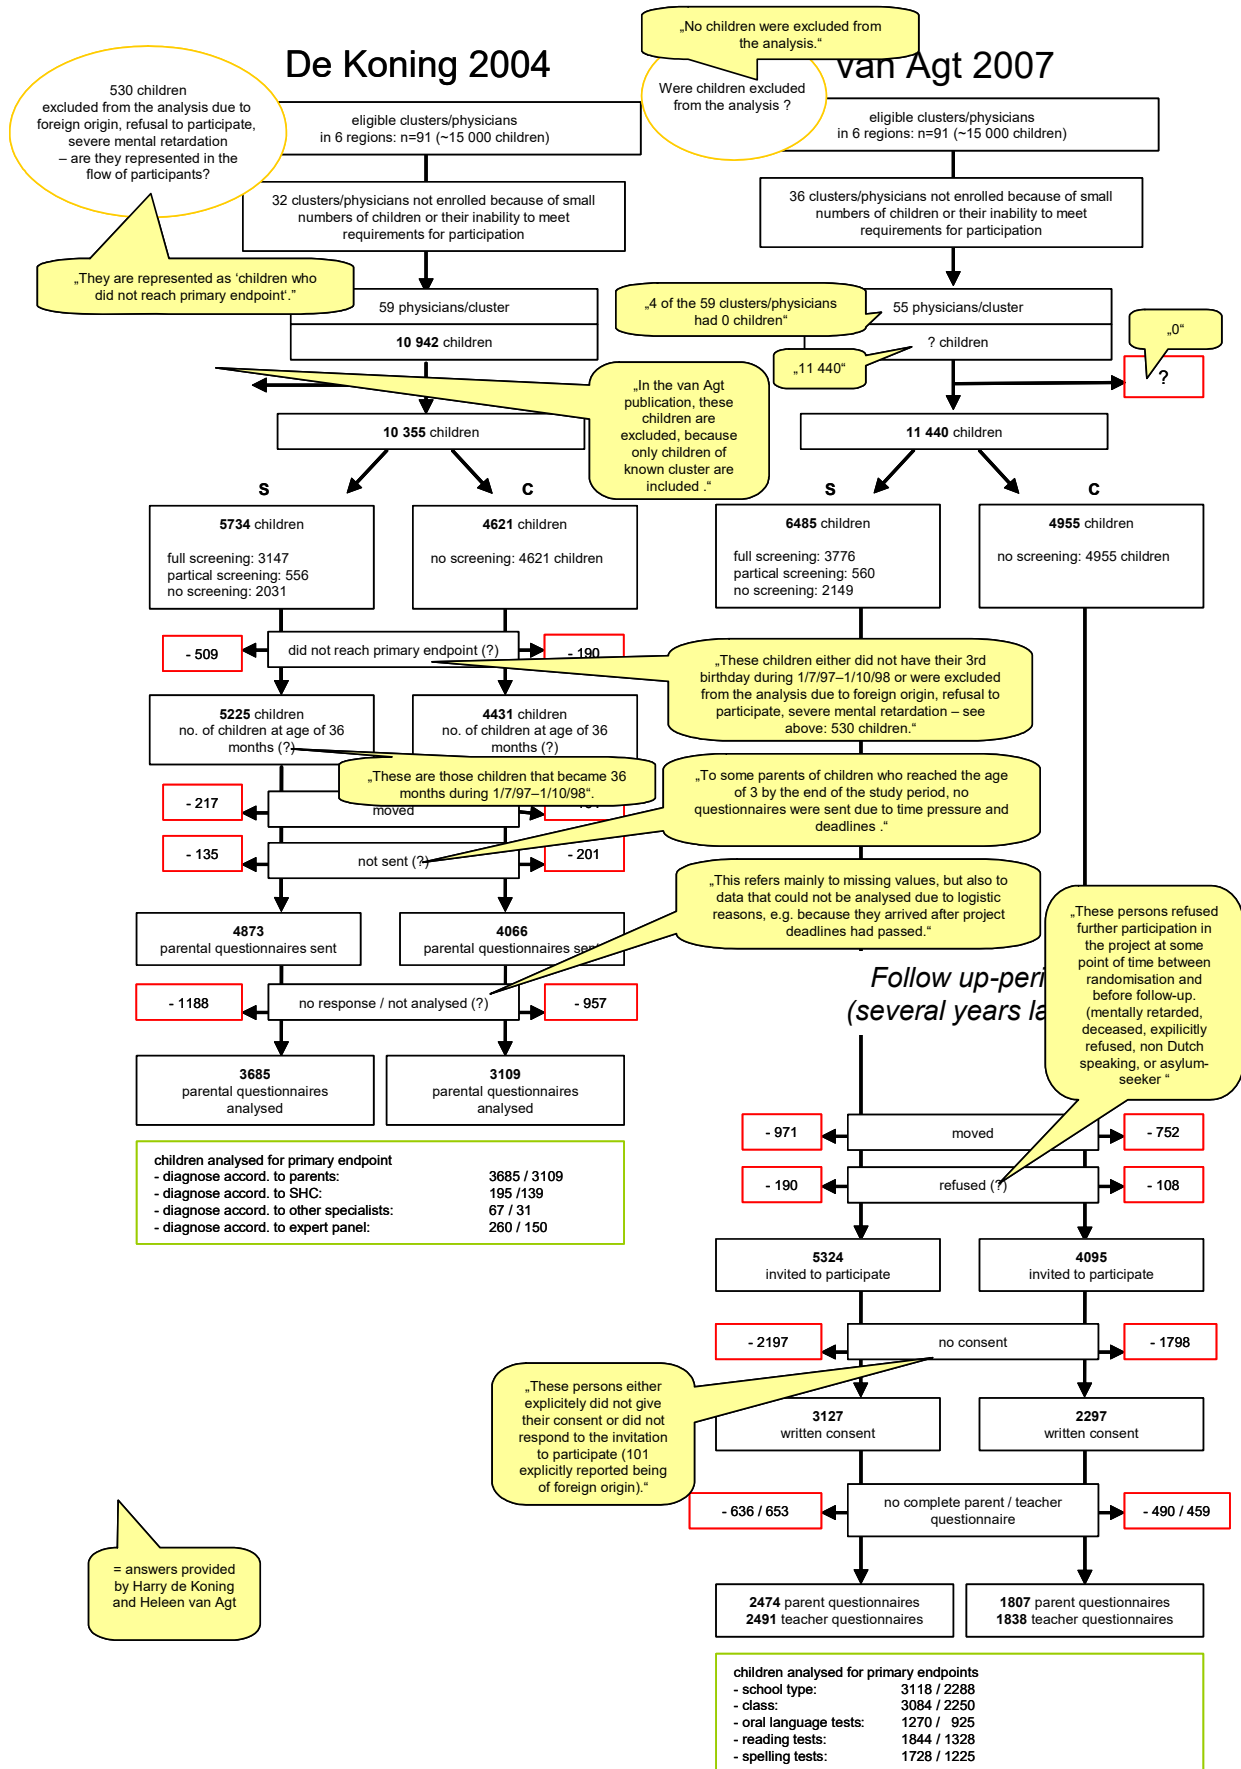 De Koning 2004
530 children
excluded from the analysis due to
foreign origin, refusal to participate,
severe mental retardation
– are they represented in the
flow of participants?
„They are represented as ‘children who
did not reach primary endpoint‘.”
eligible clusters/physicians
in 6 regions: n=91 (~15 000 children)
32 clusters/physicians not enrolled because of small
numbers of children or their inability to meet
requirements for participation
59 physicians/cluster
10 942 children
„In the van Agt
publication, these
children are
excluded, because
only children of
known cluster are
included .“
10 355 children
S
C
5734 children
full screening: 3147
partical screening: 556
no screening: 2031
4621 children
no screening: 4621 children
- 509
did not reach primary endpoint (?)
- 190
„These children either did not have their 3rd
birthday during 1/7/97–1/10/98 or were excluded
from the analysis due to foreign origin, refusal to
participate, severe mental retardation – see
above: 530 children.“
5225 children
no. of children at age of 36
months (?)
4431 children
no. of children at age of 36
months (?)
„These are those children that became 36
months during 1/7/97–1/10/98“.
- 217
moved
- 135
not sent (?)
- 201
„To some parents of children who reached the age
of 3 by the end of the study period, no
questionnaires were sent due to time pressure and
deadlines .“
4873
parental questionnaires sent
4066
parental questionnaires sent
„This refers mainly to missing values, but also to
data that could not be analysed due to logistic
reasons, e.g. because they arrived after project
deadlines had passed.“
- 1188
no response / not analysed (?)
- 957
3685
parental questionnaires
analysed
3109
parental questionnaires
analysed
children analysed for primary endpoint
- diagnose accord. to parents: 3685 / 3109
- diagnose accord. to SHC: 195 /139
- diagnose accord. to other specialists: 67 / 31
- diagnose accord. to expert panel: 260 / 150
= answers provided
by Harry de Koning
and Heleen van Agt
van Agt 2007
„No children were excluded from
the analysis.“
Were children excluded
from the analysis ?
eligible clusters/physicians
in 6 regions: n=91 (~15 000 children)
36 clusters/physicians not enrolled because of small
numbers of children or their inability to meet
requirements for participation
„4 of the 59 clusters/physicians
had 0 children“
55 physicians/cluster
? children
„11 440“
„0“
?
11 440 children
S
C
6485 children
full screening: 3776
partical screening: 560
no screening: 2149
4955 children
no screening: 4955 children
Follow up-peri
(several years la
„These persons refused
further participation in
the project at some
point of time between
randomisation and
before follow-up.
(mentally retarded,
deceased, expilicitly
refused, non Dutch
speaking, or asylum-
seeker “
- 971
moved
- 752
- 190
refused (?)
- 108
5324
invited to participate
4095
invited to participate
- 2197
no consent
- 1798
„These persons either
explicitely did not give
their consent or did not
respond to the invitation
to participate (101
explicitly reported being
of foreign origin).“
3127
written consent
2297
written consent
- 636 / 653
no complete parent / teacher
questionnaire
- 490 / 459
2474 parent questionnaires
2491 teacher questionnaires
1807 parent questionnaires
1838 teacher questionnaires
children analysed for primary endpoints
- school type: 3118 / 2288
- class: 3084 / 2250
- oral language tests: 1270 / 925
- reading tests: 1844 / 1328
- spelling tests: 1728 / 1225